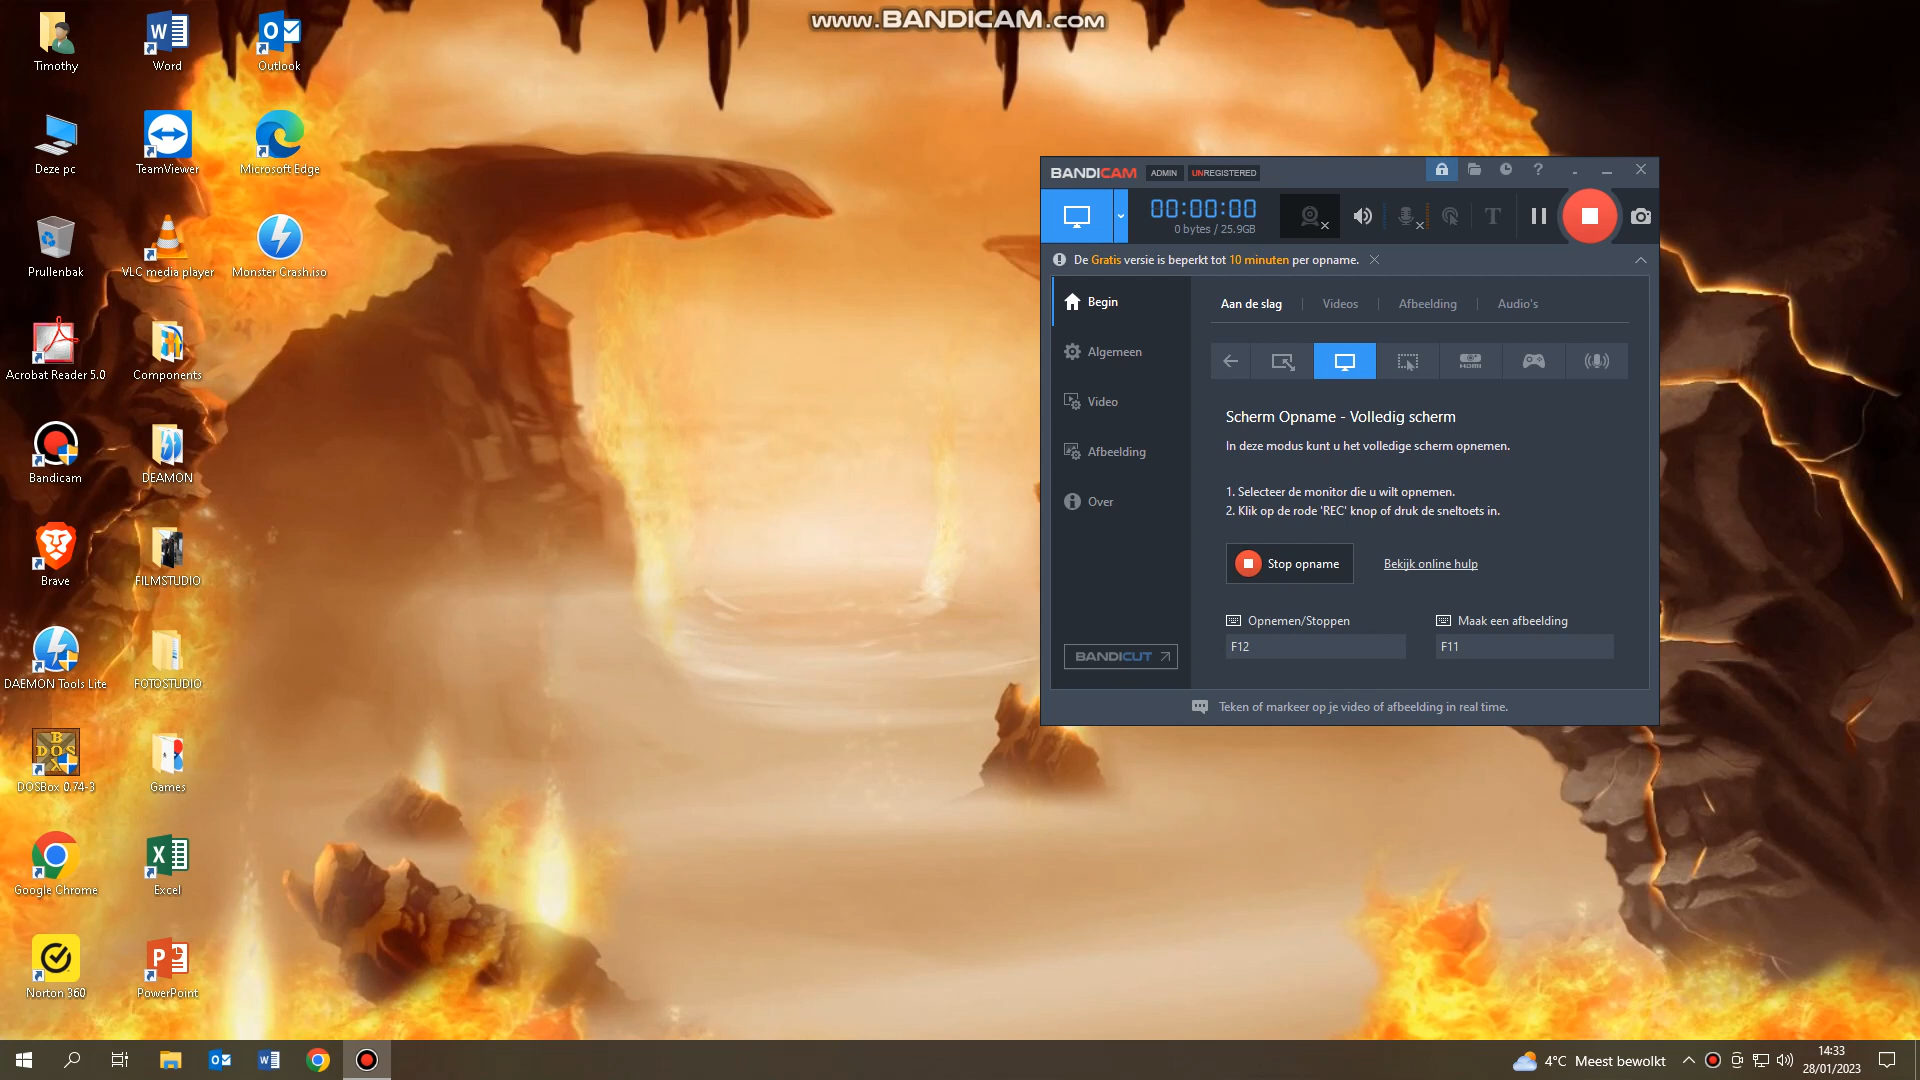 www.BANDICAM.com
Timothy
Word
Outlook
Deze pc
TeamViewer
Microsoft Edge
Prullenbak
VLC media player
Monster Crash.iso
Acrobat Reader 5.0
Components
Bandicam
DEAMON
Brave
FILMSTUDIO
DAEMON Tools Lite
FOTOSTUDIO
DOSBox 0.74-3
Games
Google Chrome
Excel
Norton 360
PowerPoint
BANDICAM ADMIN UNREGISTERED
00:00:00
0 bytes / 25.9GB
De Gratis versie is beperkt tot 10 minuten per opname.
Begin
Algemeen
Video
Afbeelding
Over
BANDICUT
Aan de slag
Videos
Afbeelding
Audio's
HDMI
Scherm Opname - Volledig scherm
In deze modus kunt u het volledige scherm opnemen.
1. Selecteer de monitor die u wilt opnemen.
2. Klik op de rode 'REC' knop of druk de sneltoets in.
Stop opname
Bekijk online hulp
Opnemen/Stoppen
Maak een afbeelding
F12
F11
Teken of markeer op je video of afbeelding in real time.
4°C Meest bewolkt
14:33
28/01/2023